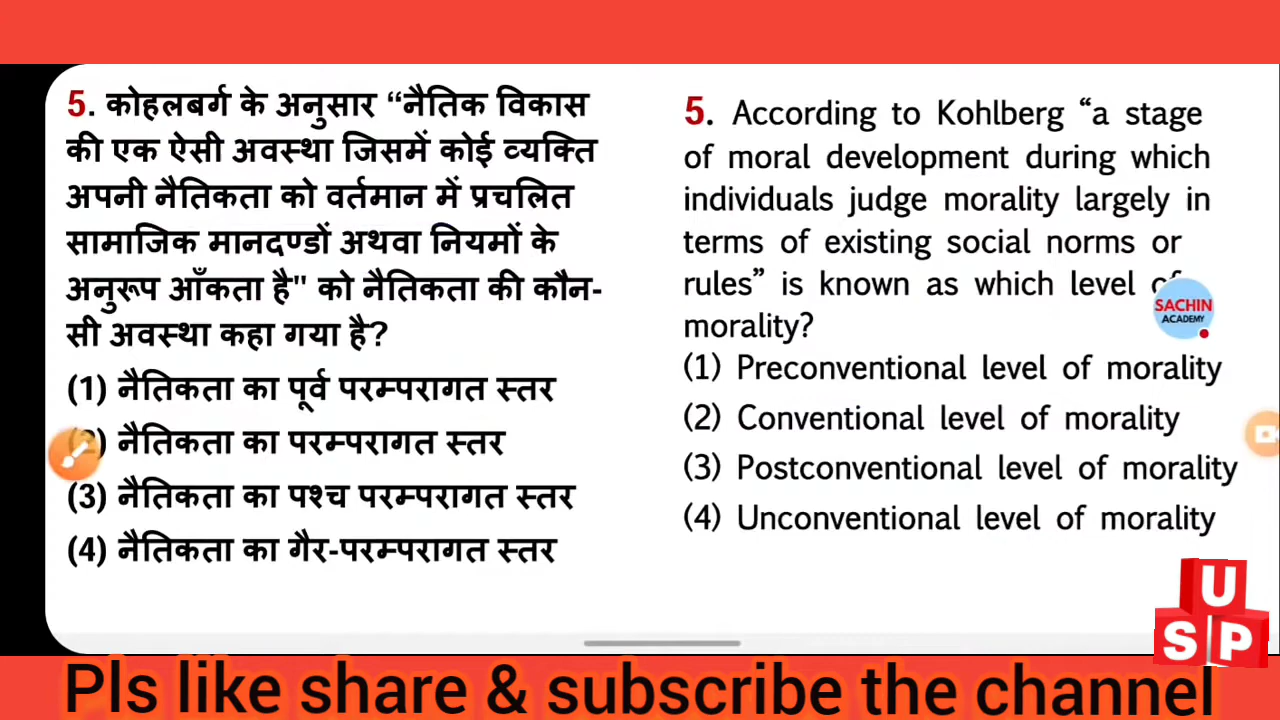 5. कोहलबर्ग के अनुसार “नैतिक विकास
की एक ऐसी अवस्था जिसमें कोई व्यक्ति
अपनी नैतिकता को वर्तमान में प्रचलित
सामाजिक मानदण्डों अथवा नियमों के
अनुरूप आँकता है" को नैतिकता की कौन-
सी अवस्था कहा गया है?
(1) नैतिकता का पूर्व परम्परागत स्तर
नैतिकता का परम्परागत स्तर
(3) नैतिकता का पश्च परम्परागत स्तर
(4) नैतिकता का गैर-परम्परागत स्तर
5. According to Kohlberg “a stage
of moral development during which
individuals judge morality largely in
terms of existing social norms or
rules” is known as which level
morality?
(1) Preconventional level of morality
(2) Conventional level of morality
(3) Postconventional level of morality
(4) Unconventional level of morality
SACHIN
ACADEMY
U
S P
Pls like share & subscribe the channel